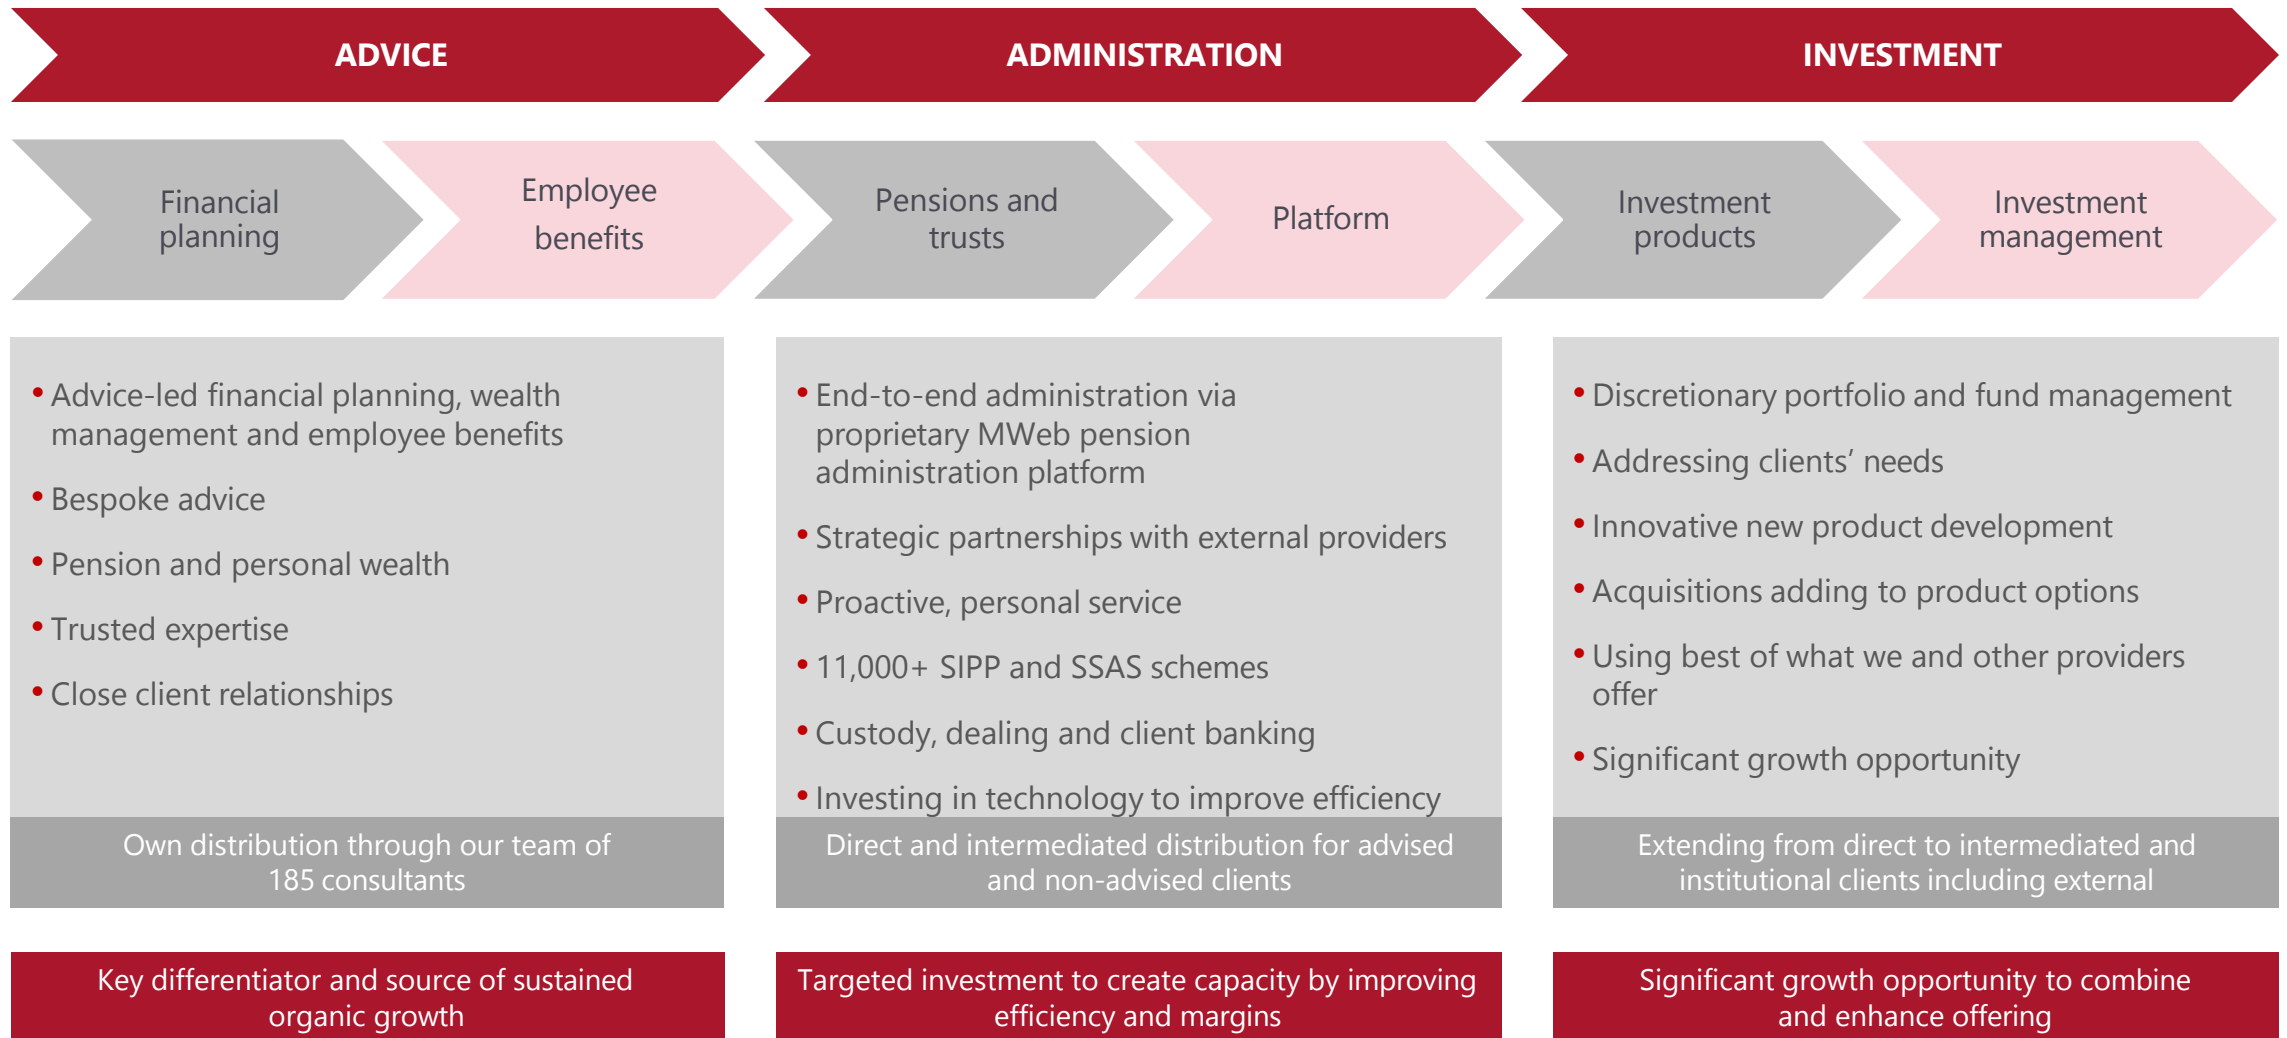 ADVICE
ADMINISTRATION
INVESTMENT
Financial
planning
Employee
benefits
Pensions and
trusts
Platform
Investment
products
Investment
management
• Advice-led financial planning, wealth
management and employee benefits
• Bespoke advice
• Pension and personal wealth
• Trusted expertise
• Close client relationships
Own distribution through our team of
185 consultants
Key differentiator and source of sustained
organic growth
• End-to-end administration via
proprietary MWeb pension
administration platform
• Strategic partnerships with external providers
• Proactive, personal service
• 11,000+ SIPP and SSAS schemes
• Custody, dealing and client banking
• Investing in technology to improve efficiency
Direct and intermediated distribution for advised
and non-advised clients
Targeted investment to create capacity by improving
efficiency and margins
• Discretionary portfolio and fund management
• Addressing clients’ needs
• Innovative new product development
• Acquisitions adding to product options
• Using best of what we and other providers
offer
• Significant growth opportunity
Extending from direct to intermediated and
institutional clients including external
Significant growth opportunity to combine
and enhance offering